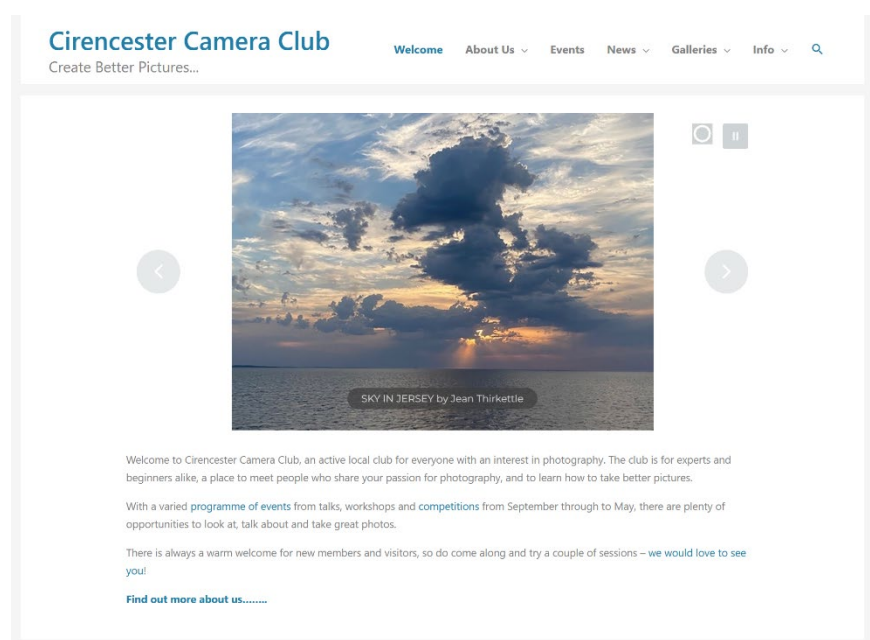 Cirencester Camera Club
Create Better Pictures...
Welcome About Us Events News Galleries Info
SKY IN JERSEY by Jean Thirkettle
Welcome to Cirencester Camera Club, an active local club for everyone with an interest in photography. The club is for experts and
beginners alike, a place to meet people who share your passion for photography, and to learn how to take better pictures.
With a varied programme of events from talks, workshops and competitions from September through to May, there are plenty of
opportunities to look at, talk about and take great photos.
There is always a warm welcome for new members and visitors, so do come along and try a couple of sessions – we would love to see
you!
Find out more about us........